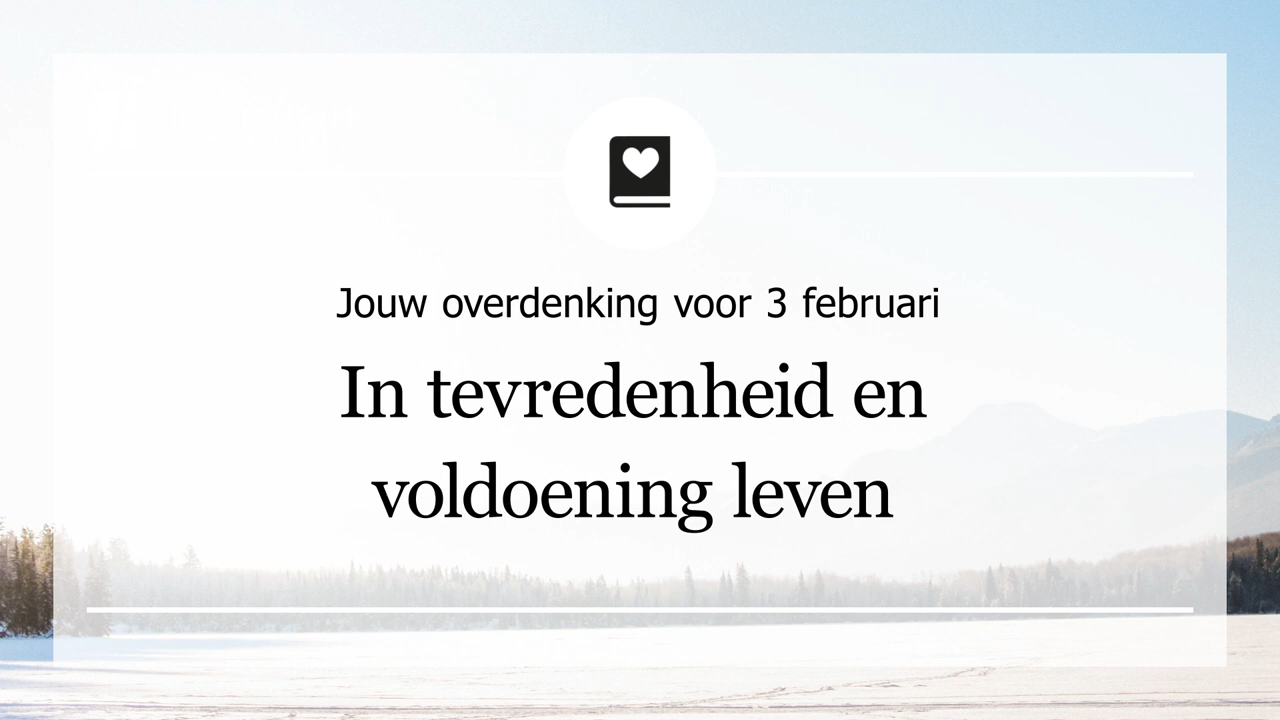 Jouw overdenking voor 3 februari
In tevredenheid en
voldoening leven